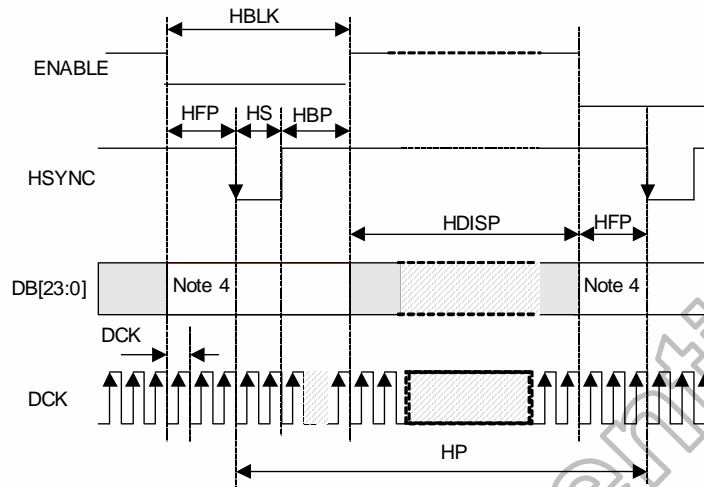 HBLK
ENABLE
HFP HS HBP
HSYNC
HDISP HFP
DB[23:0] Note 4 Note 4
DCK
DCK
HP